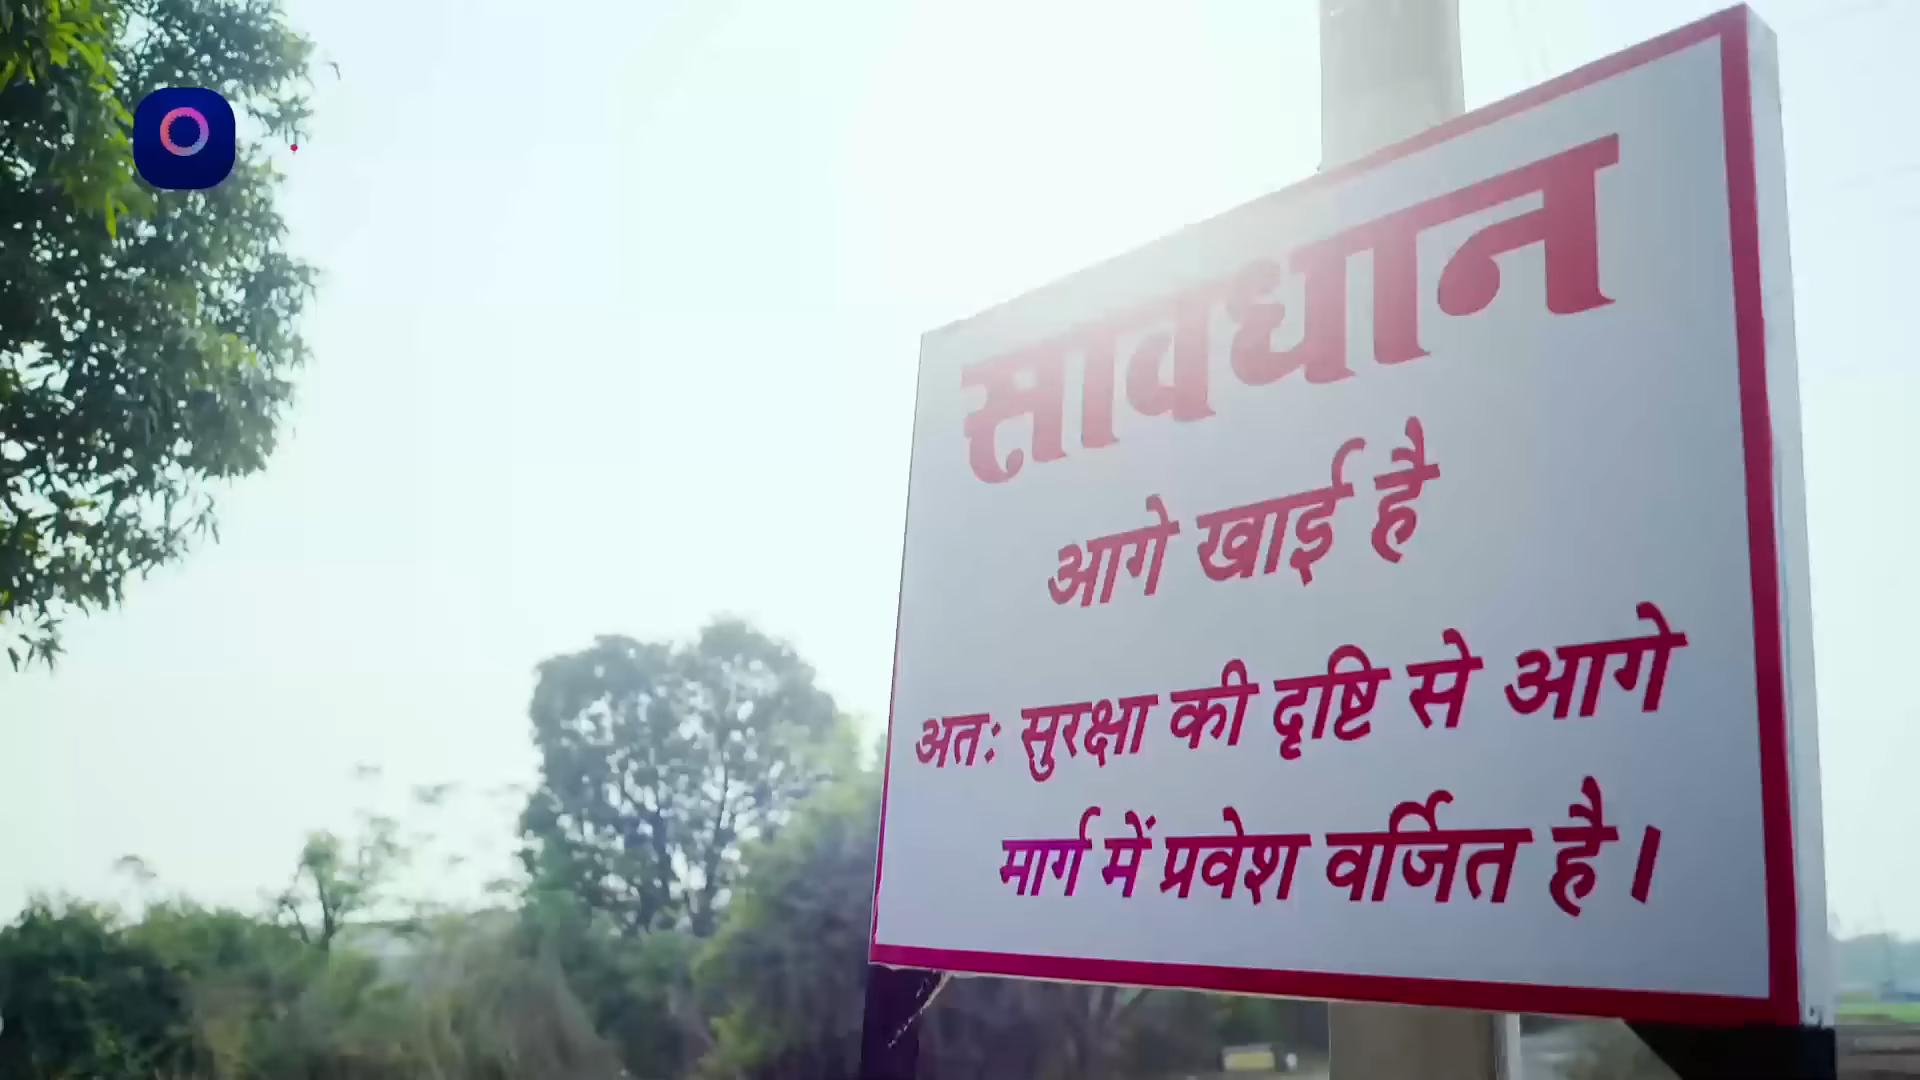 सावधान
आगे खाई है
अतः सुरक्षा की दृष्टि से आगे
मार्ग में प्रवेश वर्जित है।